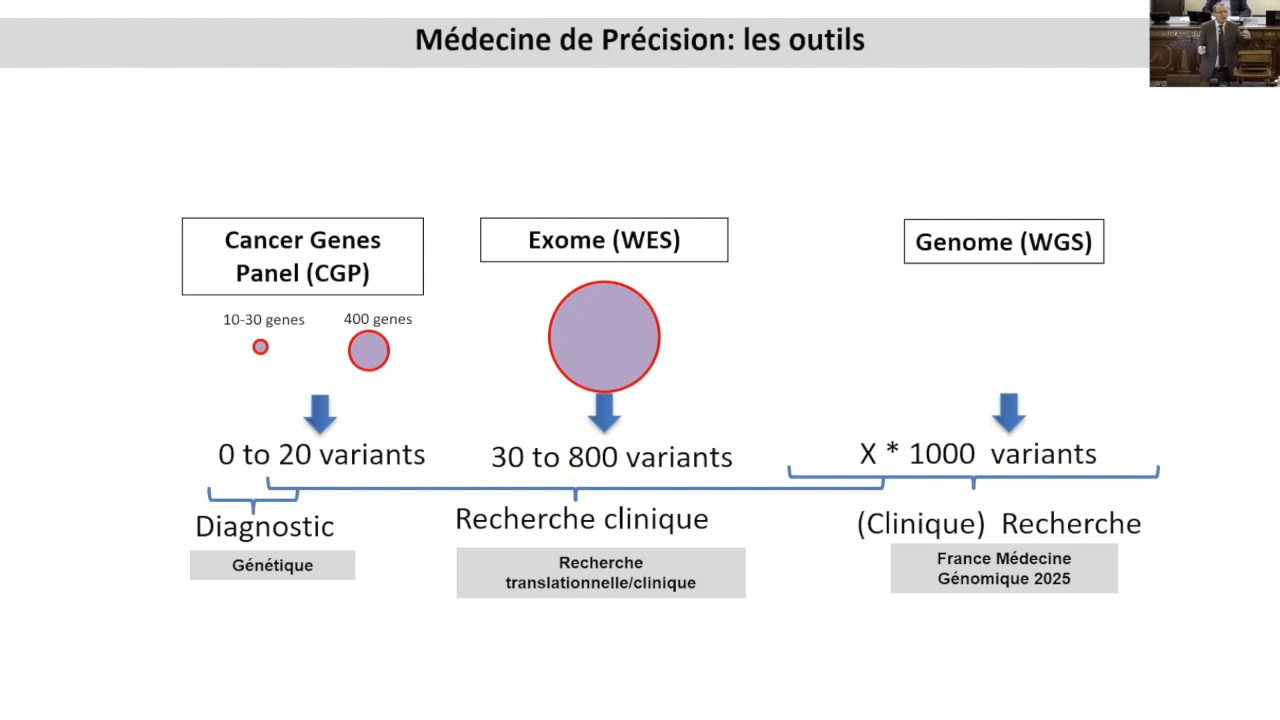 Médecine de Précision: les outils
Cancer Genes
Panel (CGP)
10-30 genes
400 genes
0 to 20 variants
Diagnostic
Génétique
Exome (WES)
30 to 800 variants
Recherche clinique
Recherche
translationnelle/clinique
Genome (WGS)
X * 1000 variants
(Clinique) Recherche
France Médecine
Génomique 2025